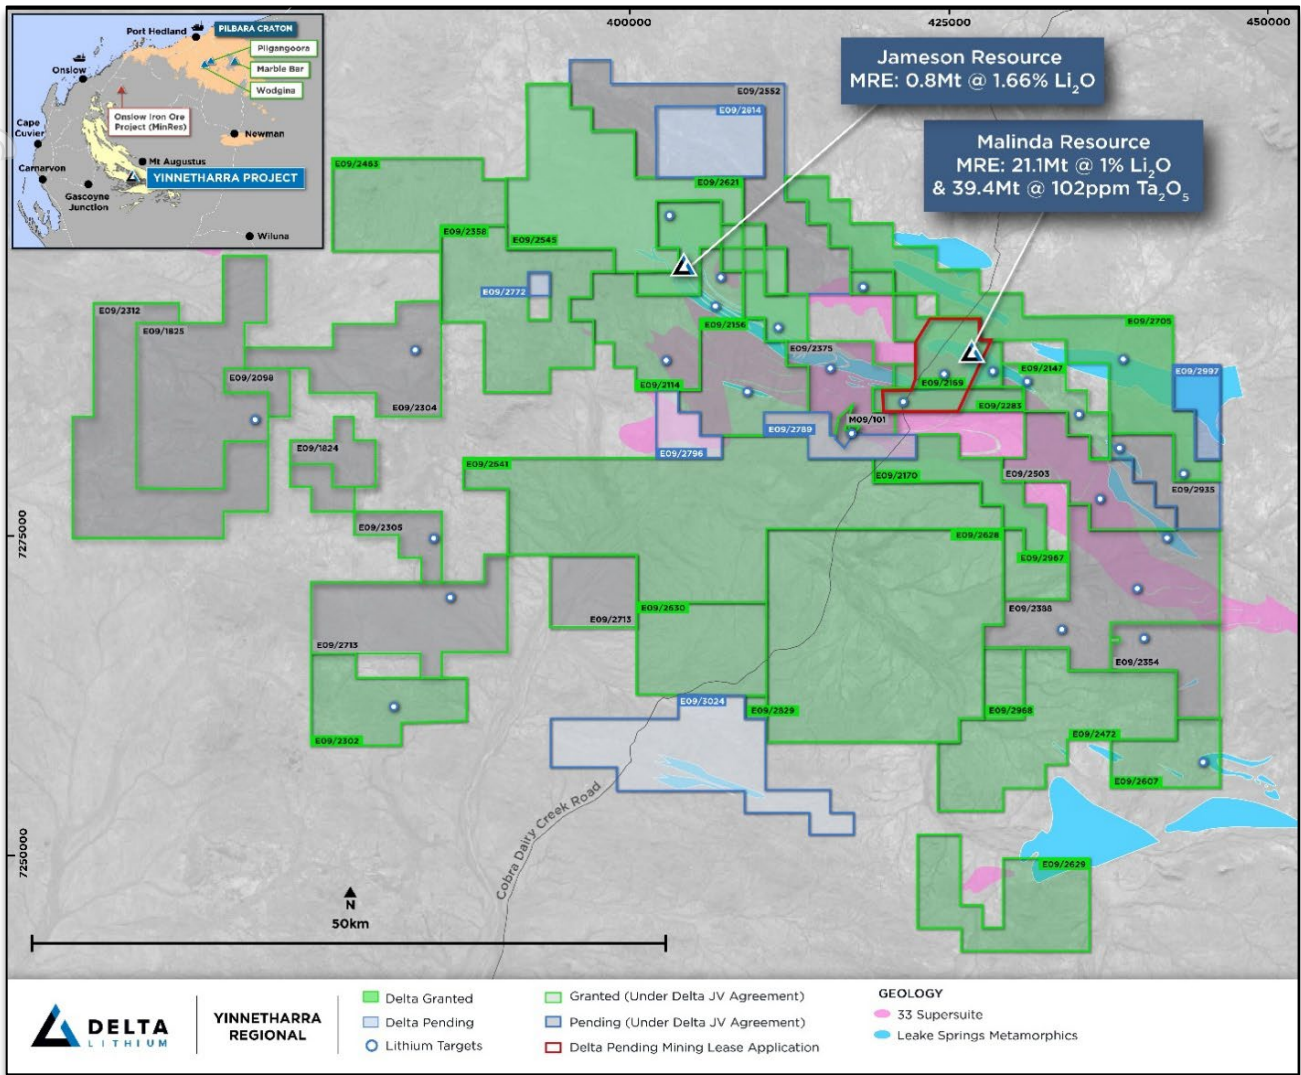 400000
425000
450000
Port Hedland
PILBARA CRATON
Pilgangoora
Marble Bar
Wodgina
Onslow
Onslow Iron Ore
Project (MinRes)
Cape
Cuvier
Newman
Carnarvon
Mt Augustus
YINNETHARRA PROJECT
Gascoyne
Junction
Wiluna
Jameson Resource
MRE: 0.8Mt @ 1.66% Li₂O
Malinda Resource
MRE: 21.1Mt @ 1% Li₂O
& 39.4Mt @ 102ppm Ta₂O₅
E09/2552
E09/2814
E09/2463
E09/2621
E09/2358
E09/2545
E09/2772
E09/2312
E09/1825
E09/2156
E09/2705
E09/2375
E09/2147
E09/2997
E09/2098
E09/2169
E09/2114
E09/2304
E09/2283
M09/101
E09/2789
E09/1824
E09/2796
E09/2541
E09/2170
E09/2503
E09/2935
E09/2305
7275000
E09/2628
E09/2967
E09/2630
E09/2713
E09/2388
E09/2713
E09/2354
E09/3024
E09/2829
E09/2968
E09/2302
E09/2472
E09/2607
Cobra Dairy Creek Road
7250000
E09/2629
N
50km
DELTA
LITHIUM
YINNETHARRA
REGIONAL
Delta Granted
Delta Pending
Lithium Targets
Granted (Under Delta JV Agreement)
Pending (Under Delta JV Agreement)
Delta Pending Mining Lease Application
GEOLOGY
33 Supersuite
Leake Springs Metamorphics